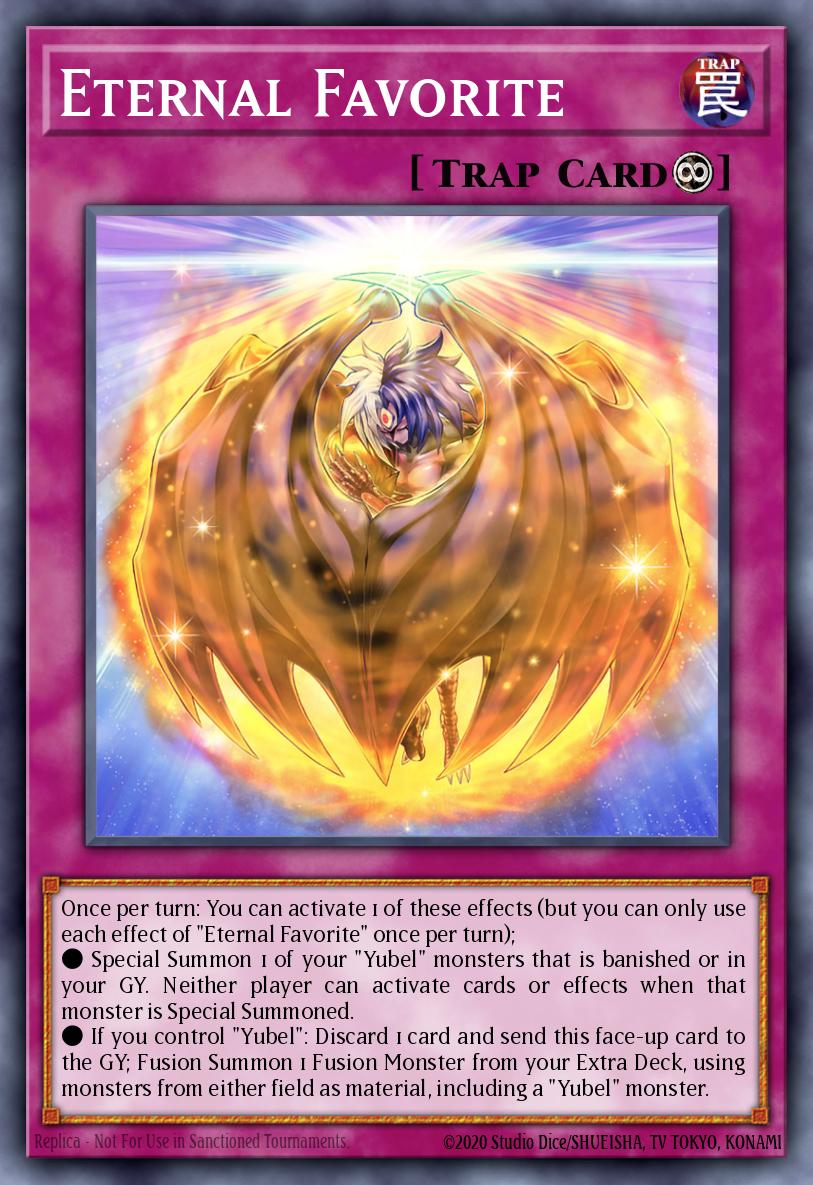 Eternal Favorite
TRAP
罠
[Trap Card∞]
Once per turn: You can activate 1 of these effects (but you can only use
each effect of "Eternal Favorite" once per turn);
● Special Summon 1 of your "Yubel" monsters that is banished or in
your GY. Neither player can activate cards or effects when that
monster is Special Summoned.
● If you control "Yubel": Discard 1 card and send this face-up card to
the GY; Fusion Summon 1 Fusion Monster from your Extra Deck, using
monsters from either field as material, including a "Yubel" monster.
Replica - Not For Use in Sanctioned Tournaments.
©2020 Studio Dice/SHUEISHA, TV TOKYO, KONAMI